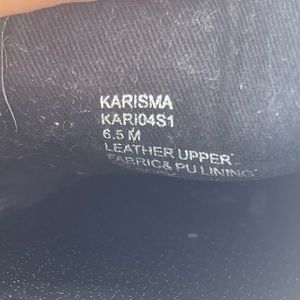 KARISMA
KARI04S1
6.5 M
LEATHER UPPER
FABRIC& PU LINING